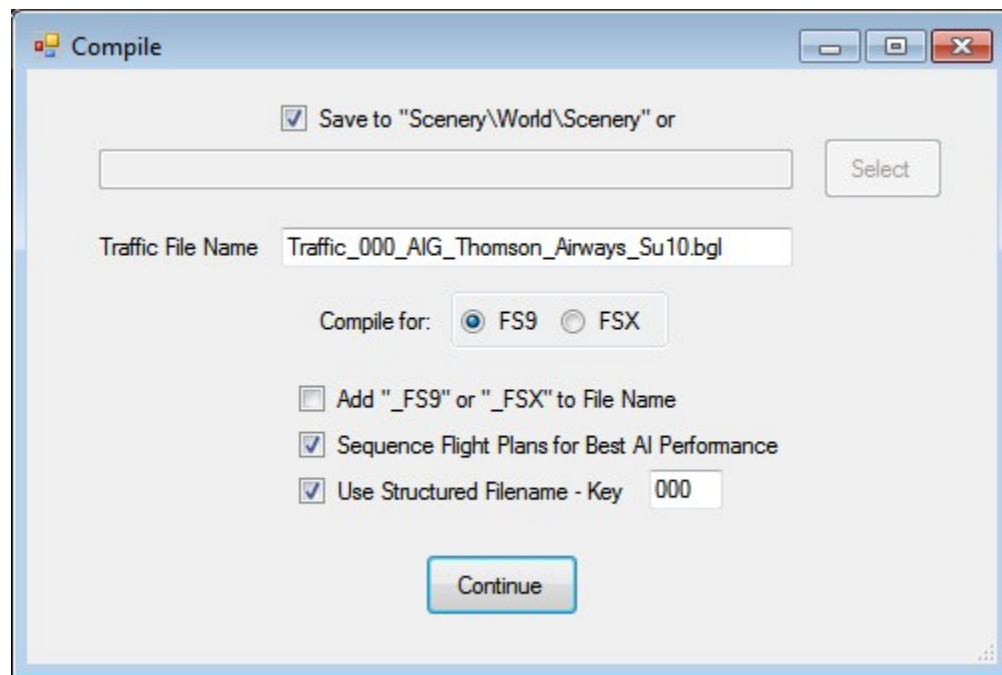 Compile
Save to "Scenery\World\Scenery" or
Select
Traffic File Name Traffic_000_AIG_Thomson_Airways_Su10.bgl
Compile for: FS9 FSX
Add "_FS9" or "_FSX" to File Name
Sequence Flight Plans for Best AI Performance
Use Structured Filename - Key 000
Continue